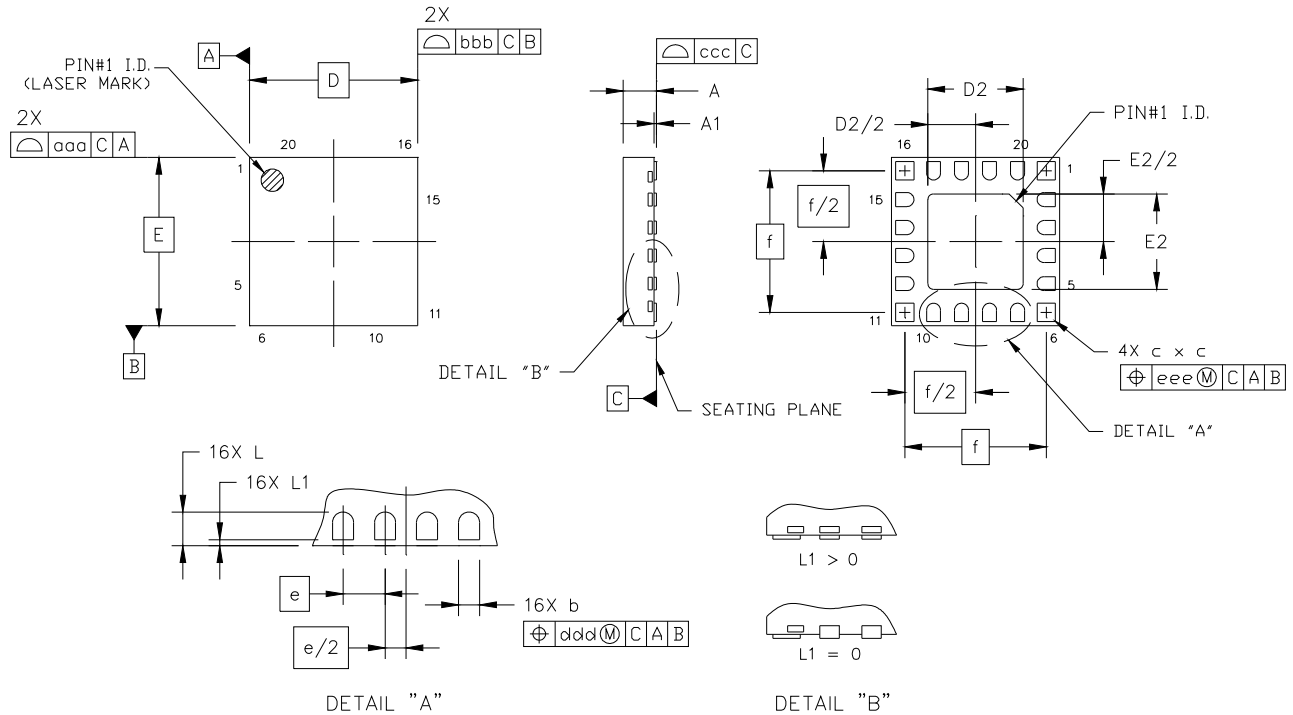 2X
bbb C B
A
D
PIN#1 I.D.
(LASER MARK)
2X
aaa C A
20
16
1
15
E
5
11
6
10
B
ccc C
A
A1
DETAIL "B"
C
SEATING PLANE
D2
D2/2
PIN#1 I.D.
16
20
E2/2
1
15
f/2
f
E2
5
11
10
6
4X c x c
⌖ eee Ⓜ C A B
f/2
f
DETAIL "A"
16X L
16X L1
e
16X b
⌖ ddd Ⓜ C A B
e/2
DETAIL "A"
L1 > 0
L1 = 0
DETAIL "B"